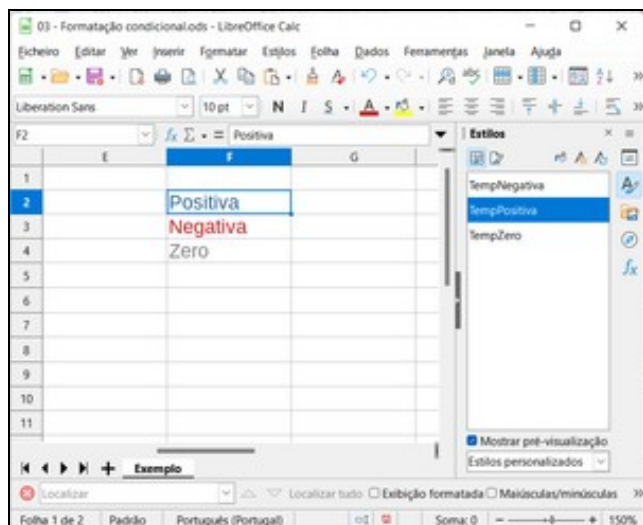 03 - Formatação condicional.ods - LibreOffice Calc
Ficheiro Editar Ver Inserir Formatar Estilos Folha Dados Ferramentas Janela Ajuda
Liberation Sans 10 pt N I S A
F2 fx Σ = Positiva
Estilos
E F G
1
2 Positiva
3 Negativa
4 Zero
5
6
7
8
9
10
11
TempNegativa
TempPositiva
TempZero
Mostrar pré-visualização
Estilos personalizados
Exemplo
Localizar Localizar tudo Exibição formatada Maiúsculas/minúsculas
Folha 1 de 2 Padrão Português (Portugal) Soma: 0 150%